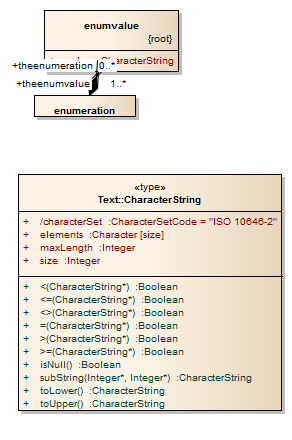 enumvalue
{root}
CharacterString
+theenumeration 0..*
+theenumvalue 1..*
enumeration
«type»
Text::CharacterString
+ /characterSet :CharacterSetCode = "ISO 10646-2"
+ elements :Character [size]
+ maxLength :Integer
+ size :Integer
+ <(CharacterString*) :Boolean
+ <=(CharacterString*) :Boolean
+ <>(CharacterString*) :Boolean
+ =(CharacterString*) :Boolean
+ >(CharacterString*) :Boolean
+ >=(CharacterString*) :Boolean
+ isNull() :Boolean
+ subString(Integer*, Integer*) :CharacterString
+ toLower() :CharacterString
+ toUpper() :CharacterString